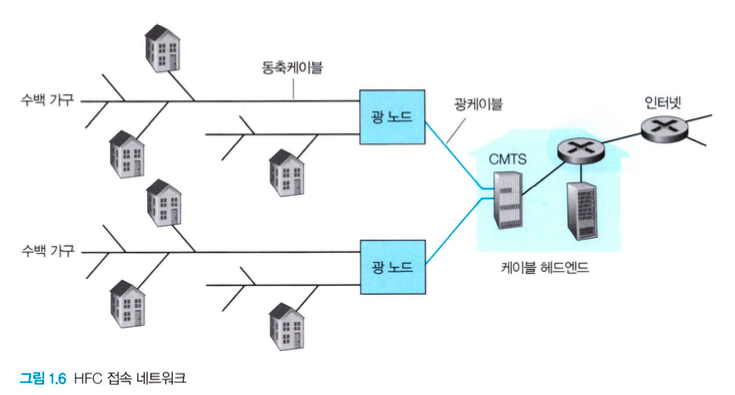 동축케이블
수백 가구
광 노드
광케이블
인터넷
CMTS
수백 가구
광 노드
케이블 헤드엔드
그림 1.6 HFC 접속 네트워크